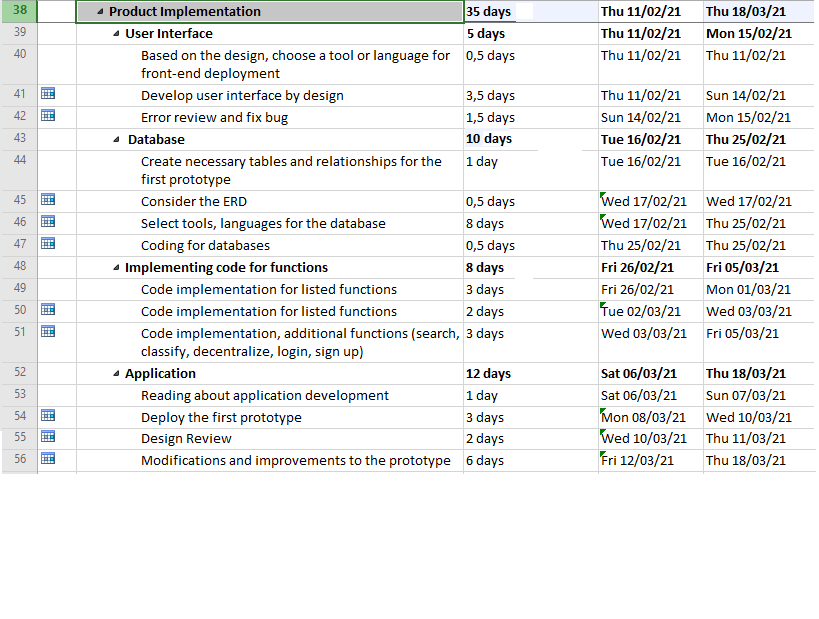 38 Product Implementation 35 days Thu 11/02/21 Thu 18/03/21
39 User Interface 5 days Thu 11/02/21 Mon 15/02/21
40 Based on the design, choose a tool or language for 0,5 days Thu 11/02/21 Thu 11/02/21
front-end deployment
41 Develop user interface by design 3,5 days Thu 11/02/21 Sun 14/02/21
42 Error review and fix bug 1,5 days Sun 14/02/21 Mon 15/02/21
43 Database 10 days Tue 16/02/21 Thu 25/02/21
44 Create necessary tables and relationships for the 1 day Tue 16/02/21 Tue 16/02/21
first prototype
45 Consider the ERD 0,5 days Wed 17/02/21 Wed 17/02/21
46 Select tools, languages for the database 8 days Wed 17/02/21 Thu 25/02/21
47 Coding for databases 0,5 days Thu 25/02/21 Thu 25/02/21
48 Implementing code for functions 8 days Fri 26/02/21 Fri 05/03/21
49 Code implementation for listed functions 3 days Fri 26/02/21 Mon 01/03/21
50 Code implementation for listed functions 2 days Tue 02/03/21 Wed 03/03/21
51 Code implementation, additional functions (search, 3 days Wed 03/03/21 Fri 05/03/21
classify, decentralize, login, sign up)
52 Application 12 days Sat 06/03/21 Thu 18/03/21
53 Reading about application development 1 day Sat 06/03/21 Sun 07/03/21
54 Deploy the first prototype 3 days Mon 08/03/21 Wed 10/03/21
55 Design Review 2 days Wed 10/03/21 Thu 11/03/21
56 Modifications and improvements to the prototype 6 days Fri 12/03/21 Thu 18/03/21